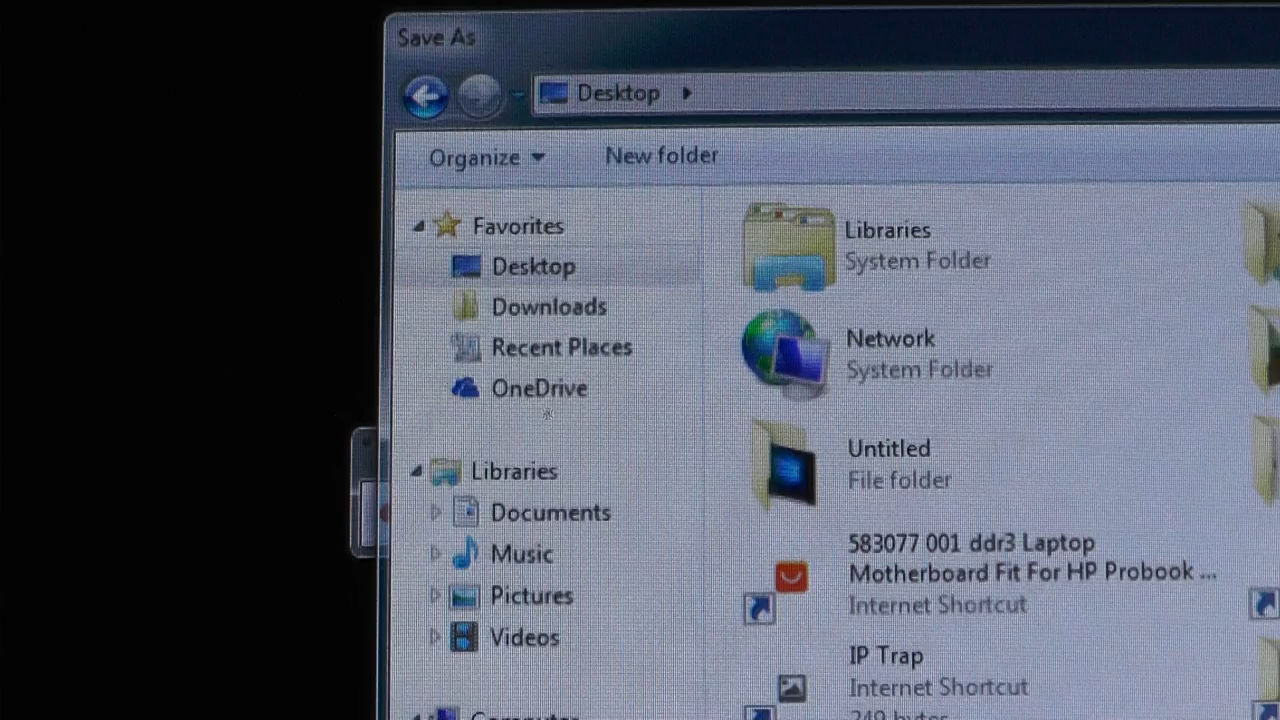 Save As
Desktop
Organize
New folder
Favorites
Desktop
Downloads
Recent Places
OneDrive
Libraries
Documents
Music
Pictures
Videos
Computer
Libraries
System Folder
Network
System Folder
Untitled
File folder
583077 001 ddr3 Laptop
Motherboard Fit For HP Probook ...
Internet Shortcut
IP Trap
Internet Shortcut
249 bytes